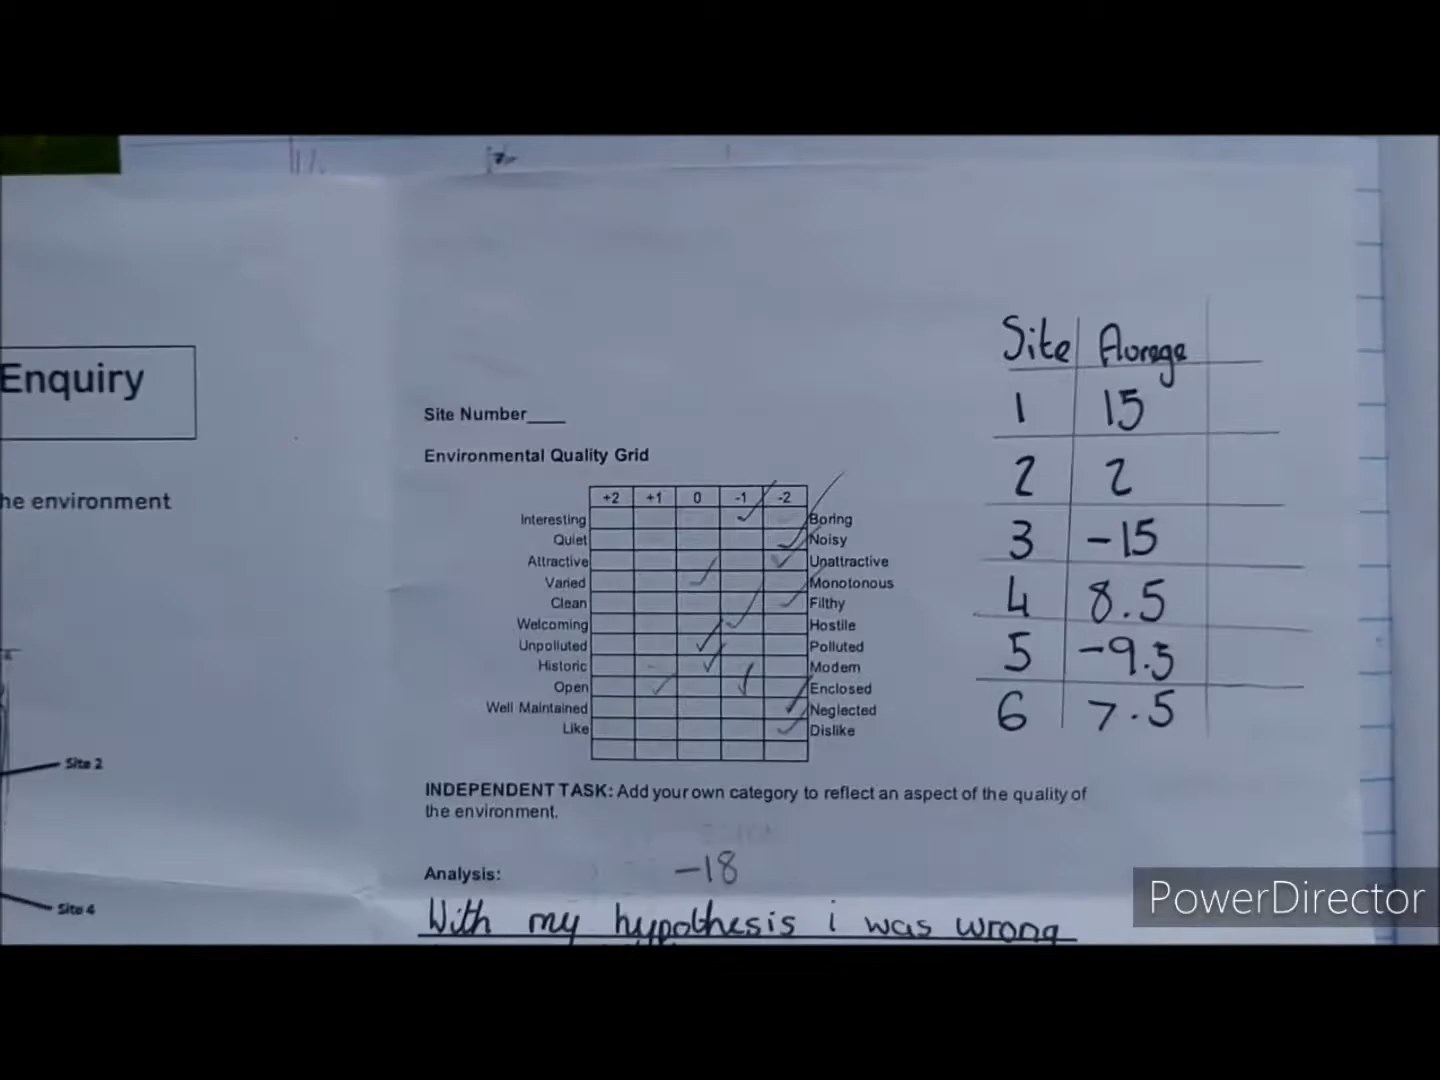 Enquiry
he environment
Site 2
Site 4
Site Number____
Environmental Quality Grid
+2 +1 0 -1 -2
Interesting Boring
Quiet Noisy
Attractive Unattractive
Varied Monotonous
Clean Filthy
Welcoming Hostile
Unpolluted Polluted
Historic Modern
Open Enclosed
Well Maintained Neglected
Like Dislike
INDEPENDENT TASK: Add your own category to reflect an aspect of the quality of
the environment.
-18
Analysis:
With my hypothesis i was wrong
Site Avrage
1 15
2 2
3 -15
4 8.5
5 -9.5
6 7.5
PowerDirector